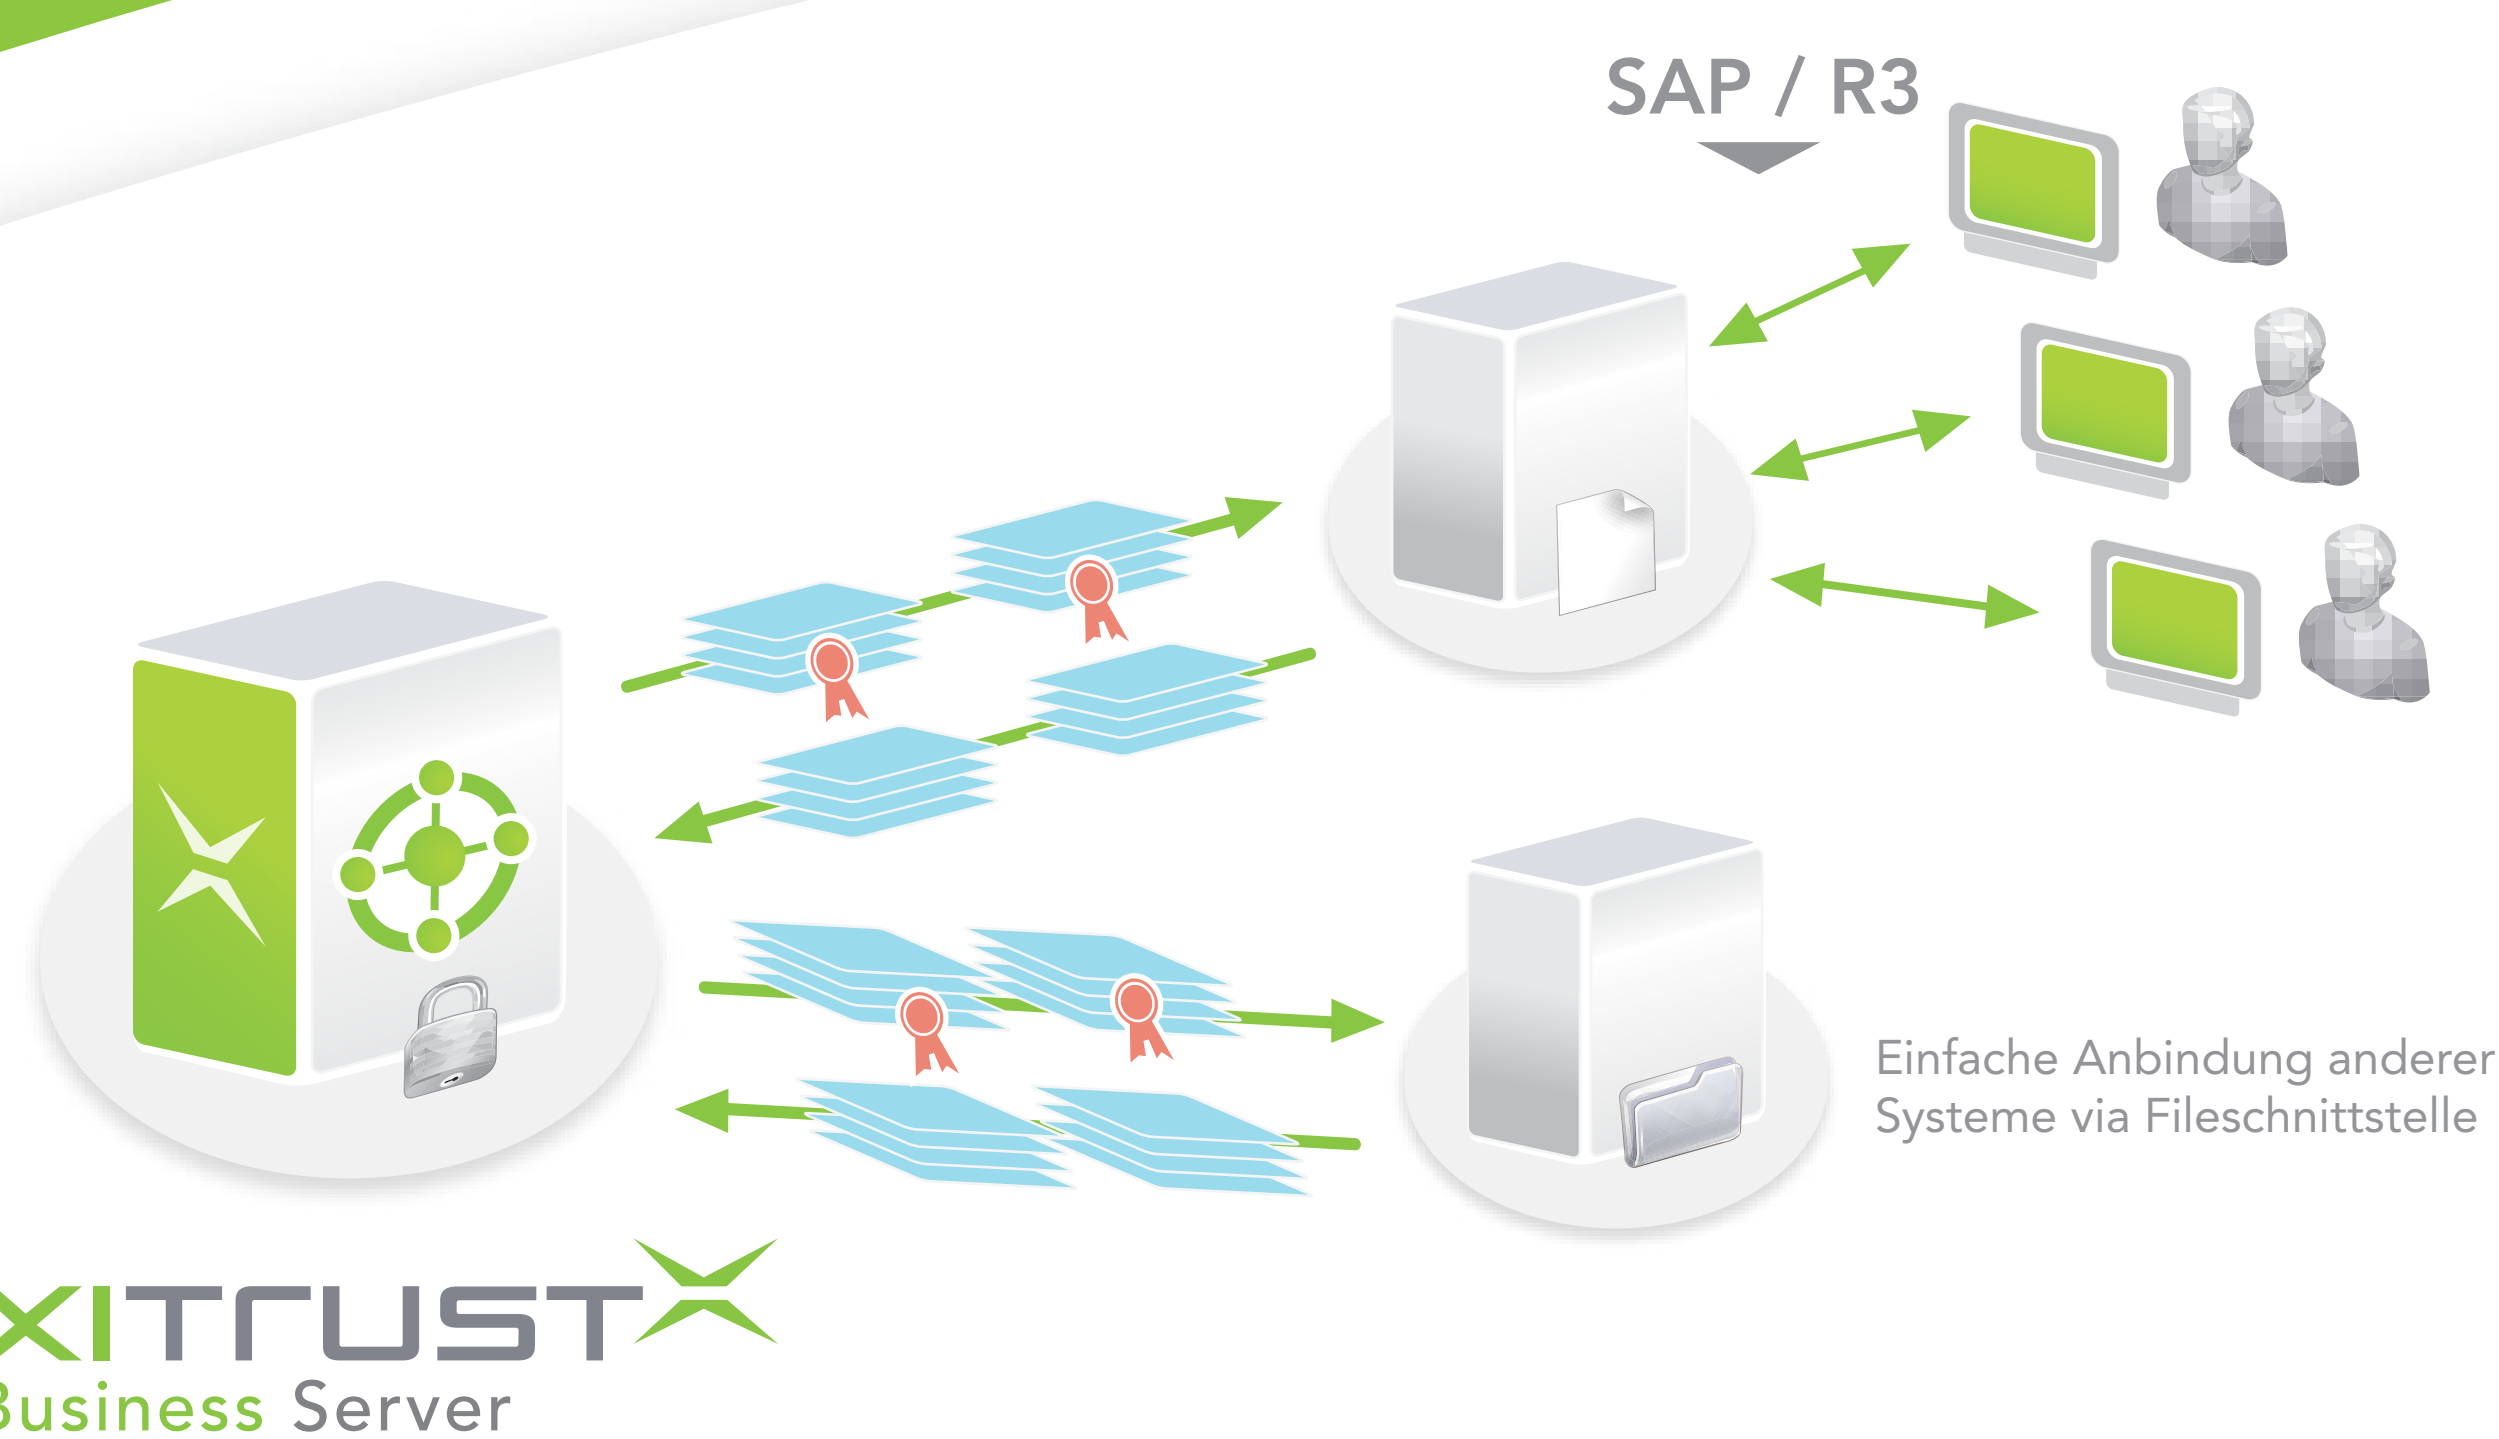 SAP / R3
Einfache Anbindung anderer
Systeme via Fileschnittstelle
XITRUST
Business Server